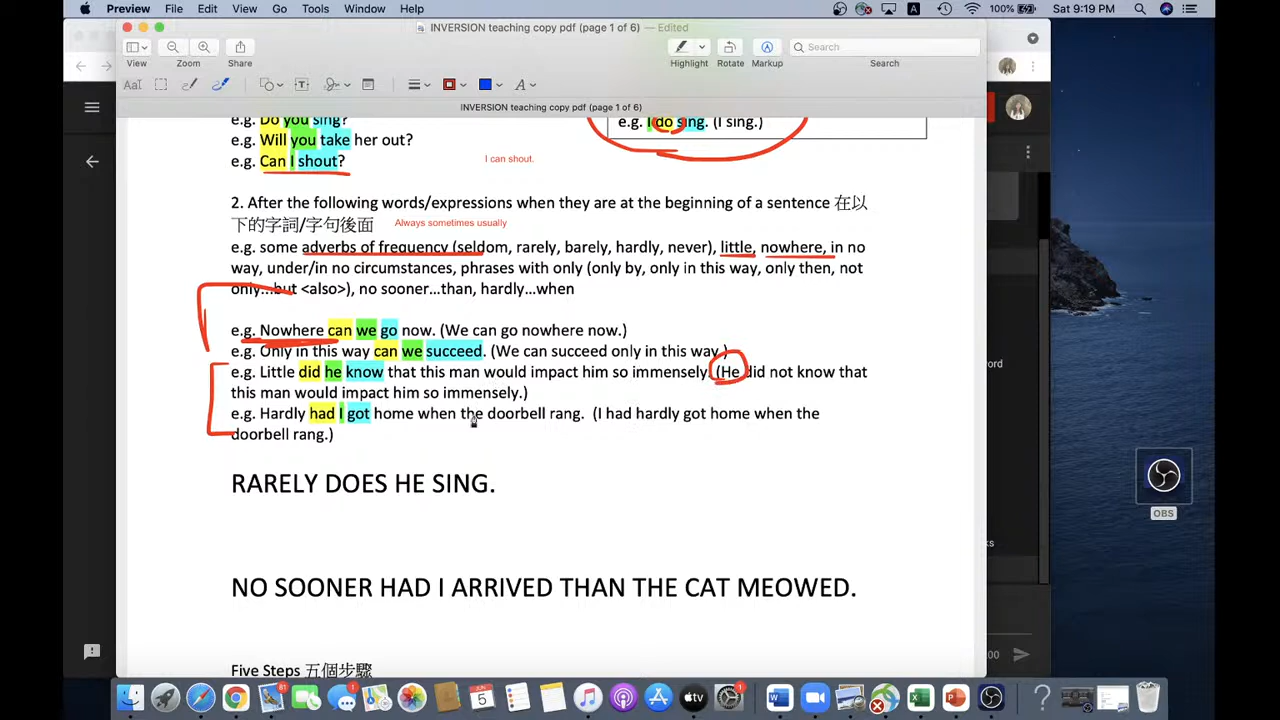 Preview File Edit View Go Tools Window Help 100% Sat 9:19 PM
INVERSION teaching copy pdf (page 1 of 6) — Edited
View Zoom Share Highlight Rotate Markup Search
Search
INVERSION teaching copy pdf (page 1 of 6)
e.g. Do you sing?
e.g. I do sing. (I sing.)
e.g. Will you take her out?
e.g. Can I shout?
I can shout.
2. After the following words/expressions when they are at the beginning of a sentence 在以
下的字詞/字句後面
Always sometimes usually
e.g. some adverbs of frequency (seldom, rarely, barely, hardly, never), little, nowhere, in no
way, under/in no circumstances, phrases with only (only by, only in this way, only then, not
only...but <also>), no sooner...than, hardly...when
e.g. Nowhere can we go now. (We can go nowhere now.)
e.g. Only in this way can we succeed. (We can succeed only in this way.)
e.g. Little did he know that this man would impact him so immensely. (He did not know that
this man would impact him so immensely.)
e.g. Hardly had I got home when the doorbell rang. (I had hardly got home when the
doorbell rang.)
RARELY DOES HE SING.
NO SOONER HAD I ARRIVED THAN THE CAT MEOWED.
Five Steps 五個步驟
OBS
JUN
5
tv